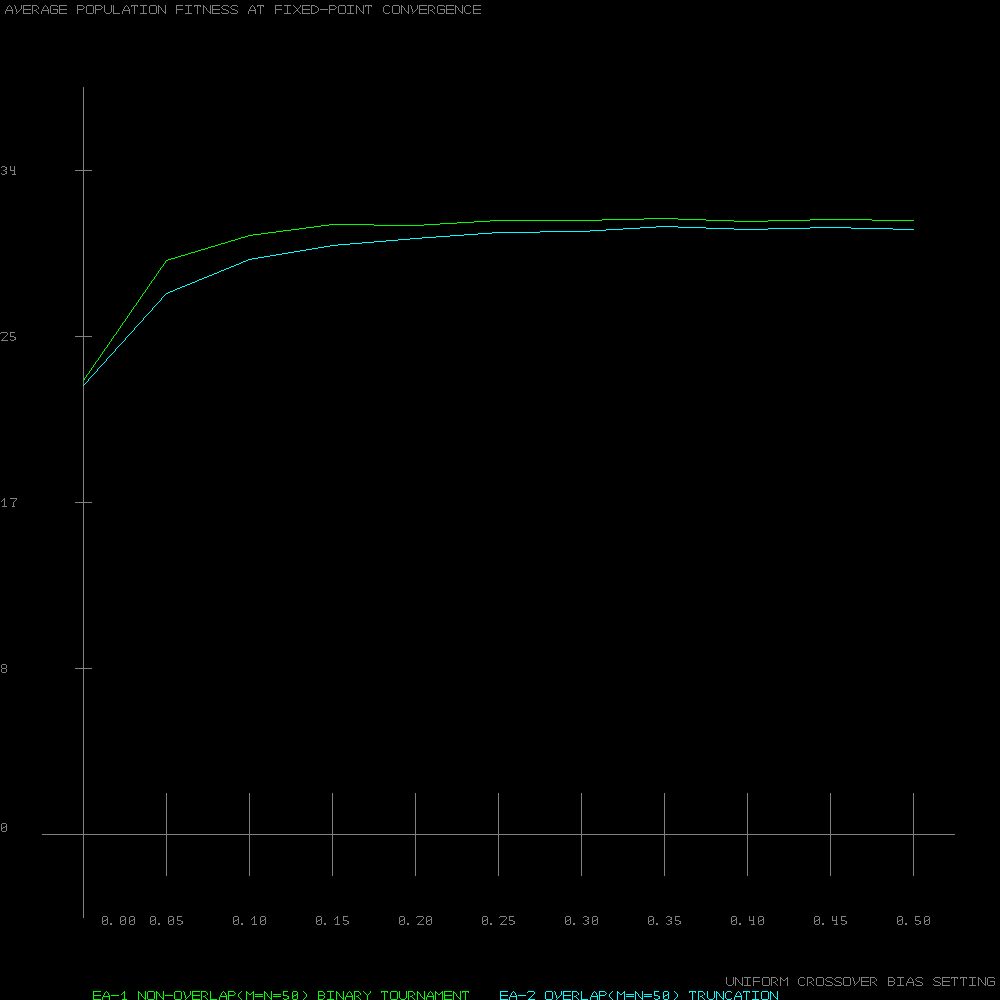 AVERAGE POPULATION FITNESS AT FIXED-POINT CONVERGENCE
34
25
17
8
0
0.00 0.05 0.10 0.15 0.20 0.25 0.30 0.35 0.40 0.45 0.50
UNIFORM CROSSOVER BIAS SETTING
EA-1 NON-OVERLAP(M=N=50) BINARY TOURNAMENT EA-2 OVERLAP(M=N=50) TRUNCATION